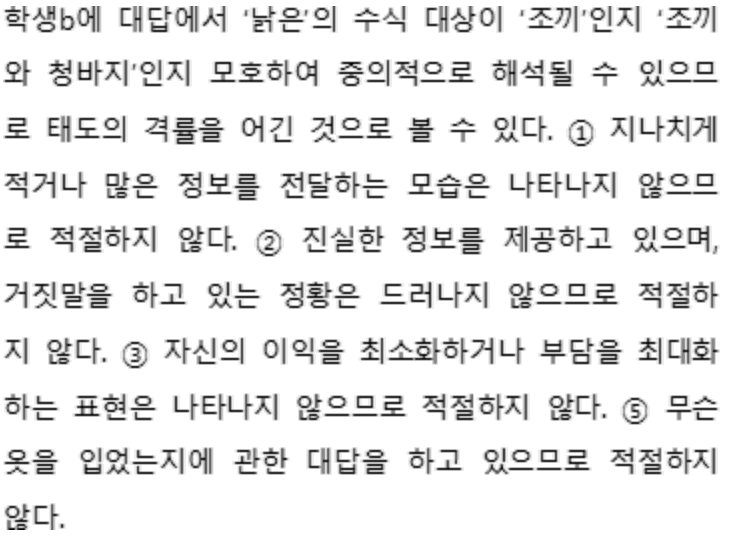 학생b에 대답에서 ‘낡은’의 수식 대상이 ‘조끼’인지 ‘조끼
와 청바지’인지 모호하여 중의적으로 해석될 수 있으므
로 태도의 격률을 어긴 것으로 볼 수 있다. ① 지나치게
적거나 많은 정보를 전달하는 모습은 나타나지 않으므
로 적절하지 않다. ② 진실한 정보를 제공하고 있으며,
거짓말을 하고 있는 정황은 드러나지 않으므로 적절하
지 않다. ③ 자신의 이익을 최소화하거나 부담을 최대화
하는 표현은 나타나지 않으므로 적절하지 않다. ⑤ 무슨
옷을 입었는지에 관한 대답을 하고 있으므로 적절하지
않다.